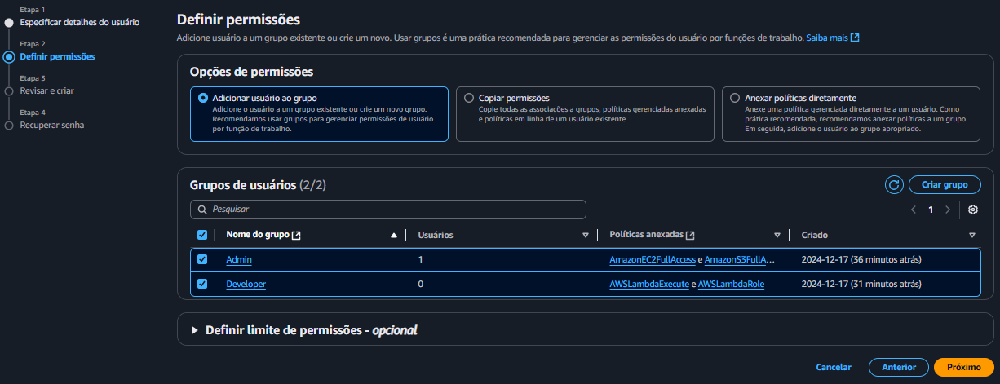 Etapa 1
Especificar detalhes do usuário
Etapa 2
Definir permissões
Etapa 3
Revisar e criar
Etapa 4
Recuperar senha
Definir permissões
Adicione usuário a um grupo existente ou crie um novo. Usar grupos é uma prática recomendada para gerenciar as permissões do usuário por funções de trabalho. Saiba mais
Opções de permissões
Adicionar usuário ao grupo
Adicione o usuário a um grupo existente ou crie um novo grupo.
Recomendamos usar grupos para gerenciar permissões de usuário
por função de trabalho.
Copiar permissões
Copie todas as associações a grupos, políticas gerenciadas anexadas
e políticas em linha de um usuário existente.
Anexar políticas diretamente
Anexe uma política gerenciada diretamente a um usuário. Como
prática recomendada, recomendamos anexar políticas a um grupo.
Em seguida, adicione o usuário ao grupo apropriado.
Grupos de usuários (2/2)
Criar grupo
Pesquisar
1
Nome do grupo Usuários Políticas anexadas Criado
Admin 1 AmazonEC2FullAccess e AmazonS3FullA... 2024-12-17 (36 minutos atrás)
Developer 0 AWSLambdaExecute e AWSLambdaRole 2024-12-17 (31 minutos atrás)
Definir limite de permissões - opcional
Cancelar Anterior Próximo